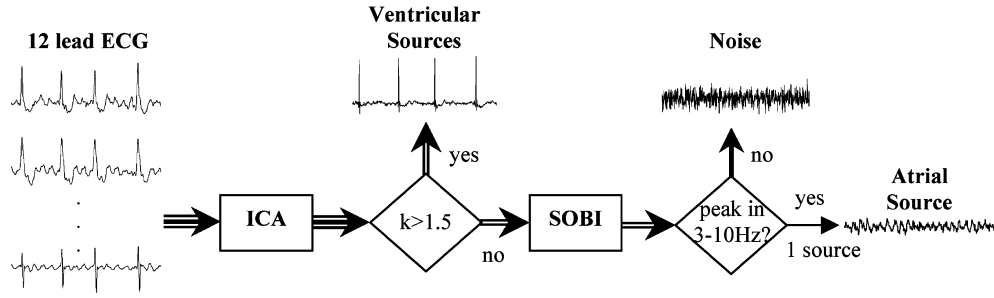 12 lead ECG
Ventricular
Sources
Noise
yes
no
Atrial
Source
ICA
k>1.5
no
SOBI
peak in
3-10Hz?
yes
1 source